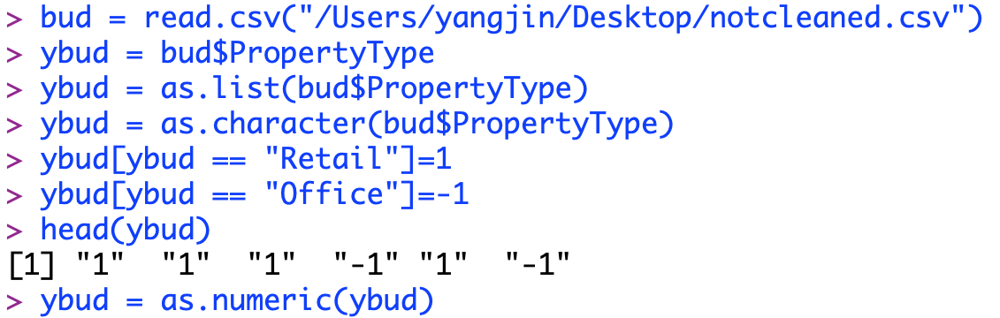 > bud = read.csv("/Users/yangjin/Desktop/notcleaned.csv")
> ybud = bud$PropertyType
> ybud = as.list(bud$PropertyType)
> ybud = as.character(bud$PropertyType)
> ybud[ybud == "Retail"]=1
> ybud[ybud == "Office"]=-1
> head(ybud)
[1] "1"  "1"  "1"  "-1" "1"  "-1"
> ybud = as.numeric(ybud)